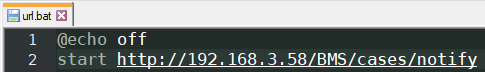 url.bat
1 @echo off
2 start http://192.168.3.58/BMS/cases/notify